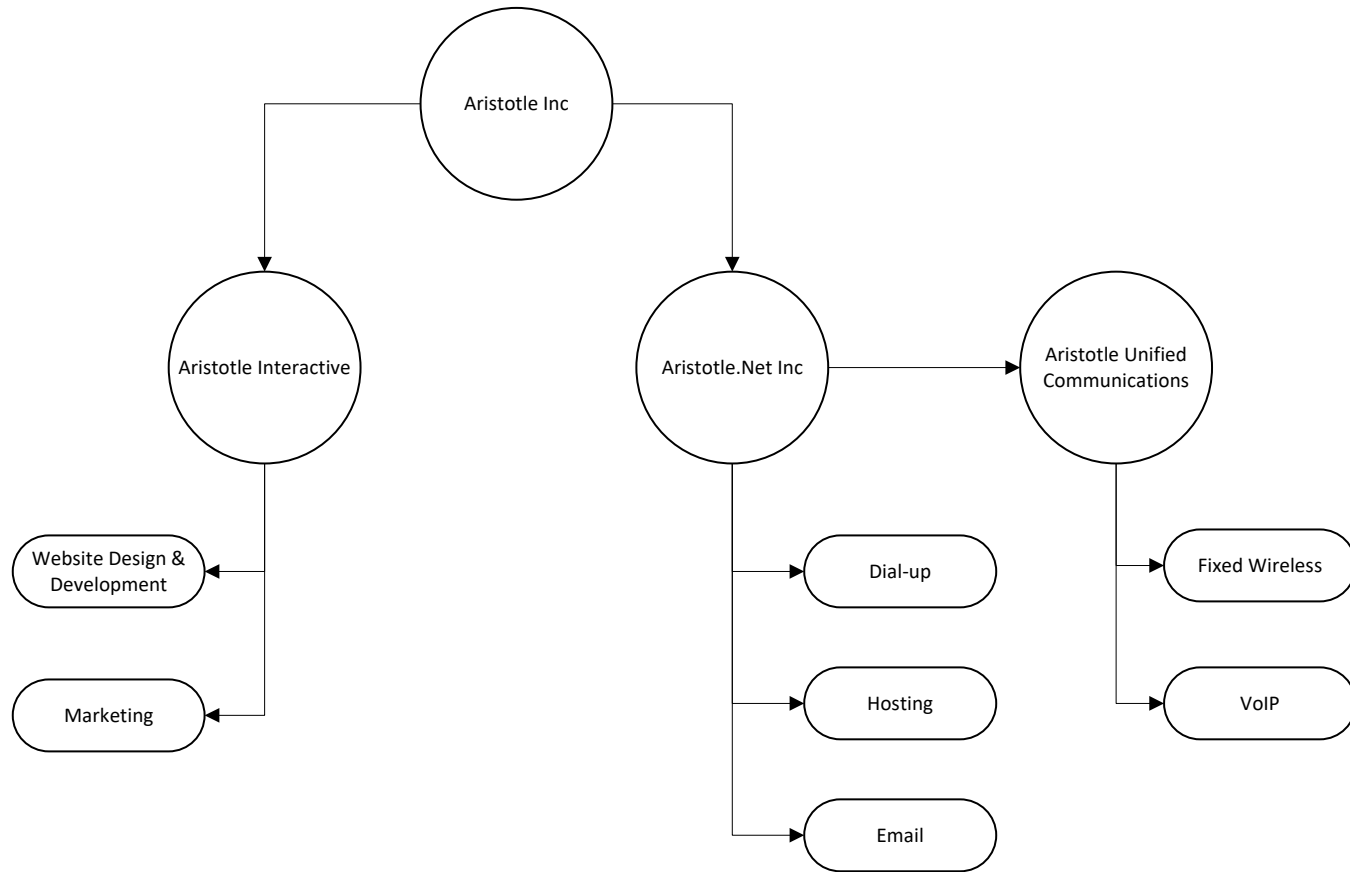 Aristotle Inc
Aristotle Interactive
Aristotle.Net Inc
Aristotle Unified
Communications
Website Design &
Development
Dial-up
Fixed Wireless
Marketing
Hosting
VoIP
Email